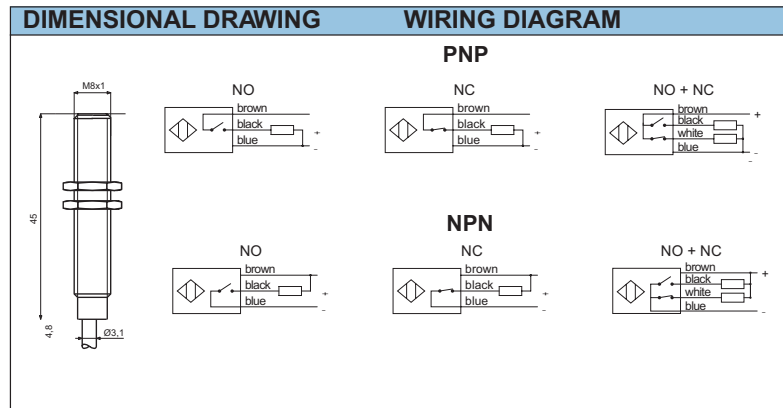 DIMENSIONAL DRAWING WIRING DIAGRAM
PNP
M8x1
45
4,8
Ø3,1
NO
brown
black
blue
+
-
NC
brown
black
blue
+
-
NO + NC
brown
black
white
blue
+
-
-
NPN
NO
brown
black
blue
+
-
NC
brown
black
blue
+
-
NO + NC
brown
black
white
blue
+
-